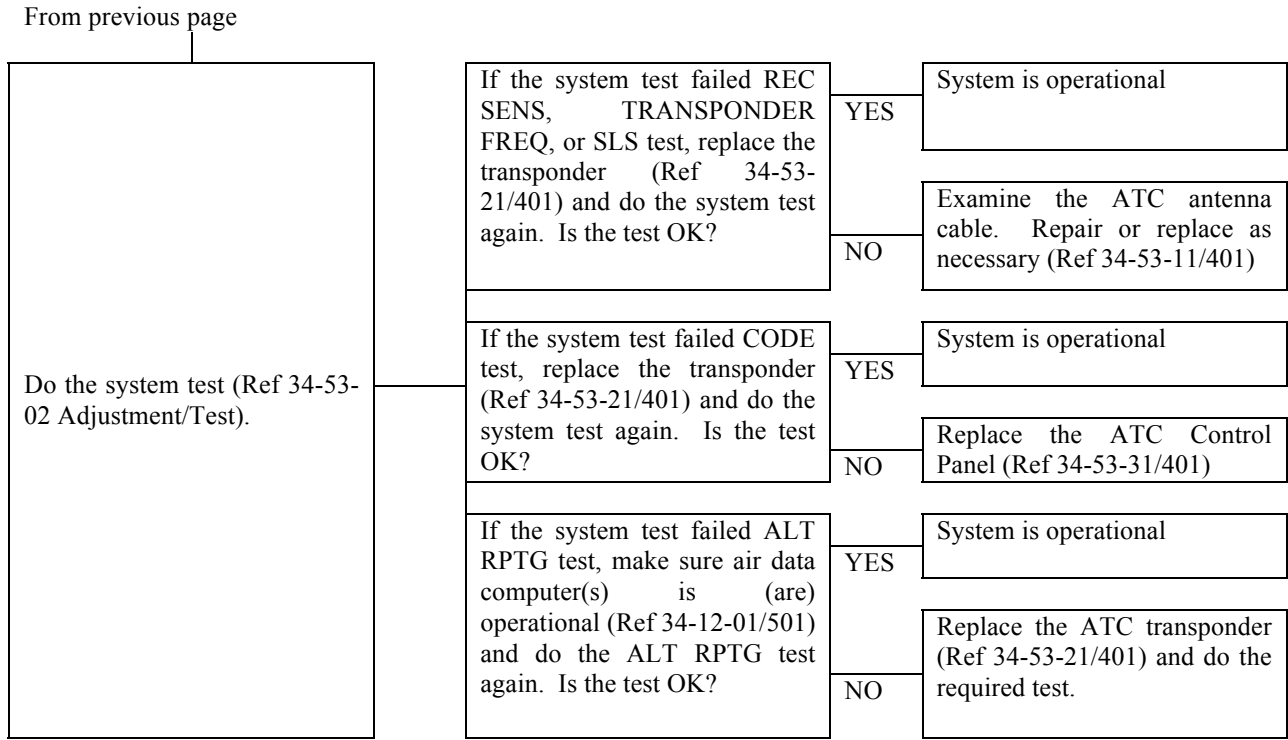 From previous page
Do the system test (Ref 34-53-
02 Adjustment/Test).
If the system test failed REC
SENS, TRANSPONDER
FREQ, or SLS test, replace the
transponder (Ref 34-53-
21/401) and do the system test
again. Is the test OK?
YES
System is operational
NO
Examine the ATC antenna
cable. Repair or replace as
necessary (Ref 34-53-11/401)
If the system test failed CODE
test, replace the transponder
(Ref 34-53-21/401) and do the
system test again. Is the test
OK?
YES
System is operational
NO
Replace the ATC Control
Panel (Ref 34-53-31/401)
If the system test failed ALT
RPTG test, make sure air data
computer(s) is (are)
operational (Ref 34-12-01/501)
and do the ALT RPTG test
again. Is the test OK?
YES
System is operational
NO
Replace the ATC transponder
(Ref 34-53-21/401) and do the
required test.